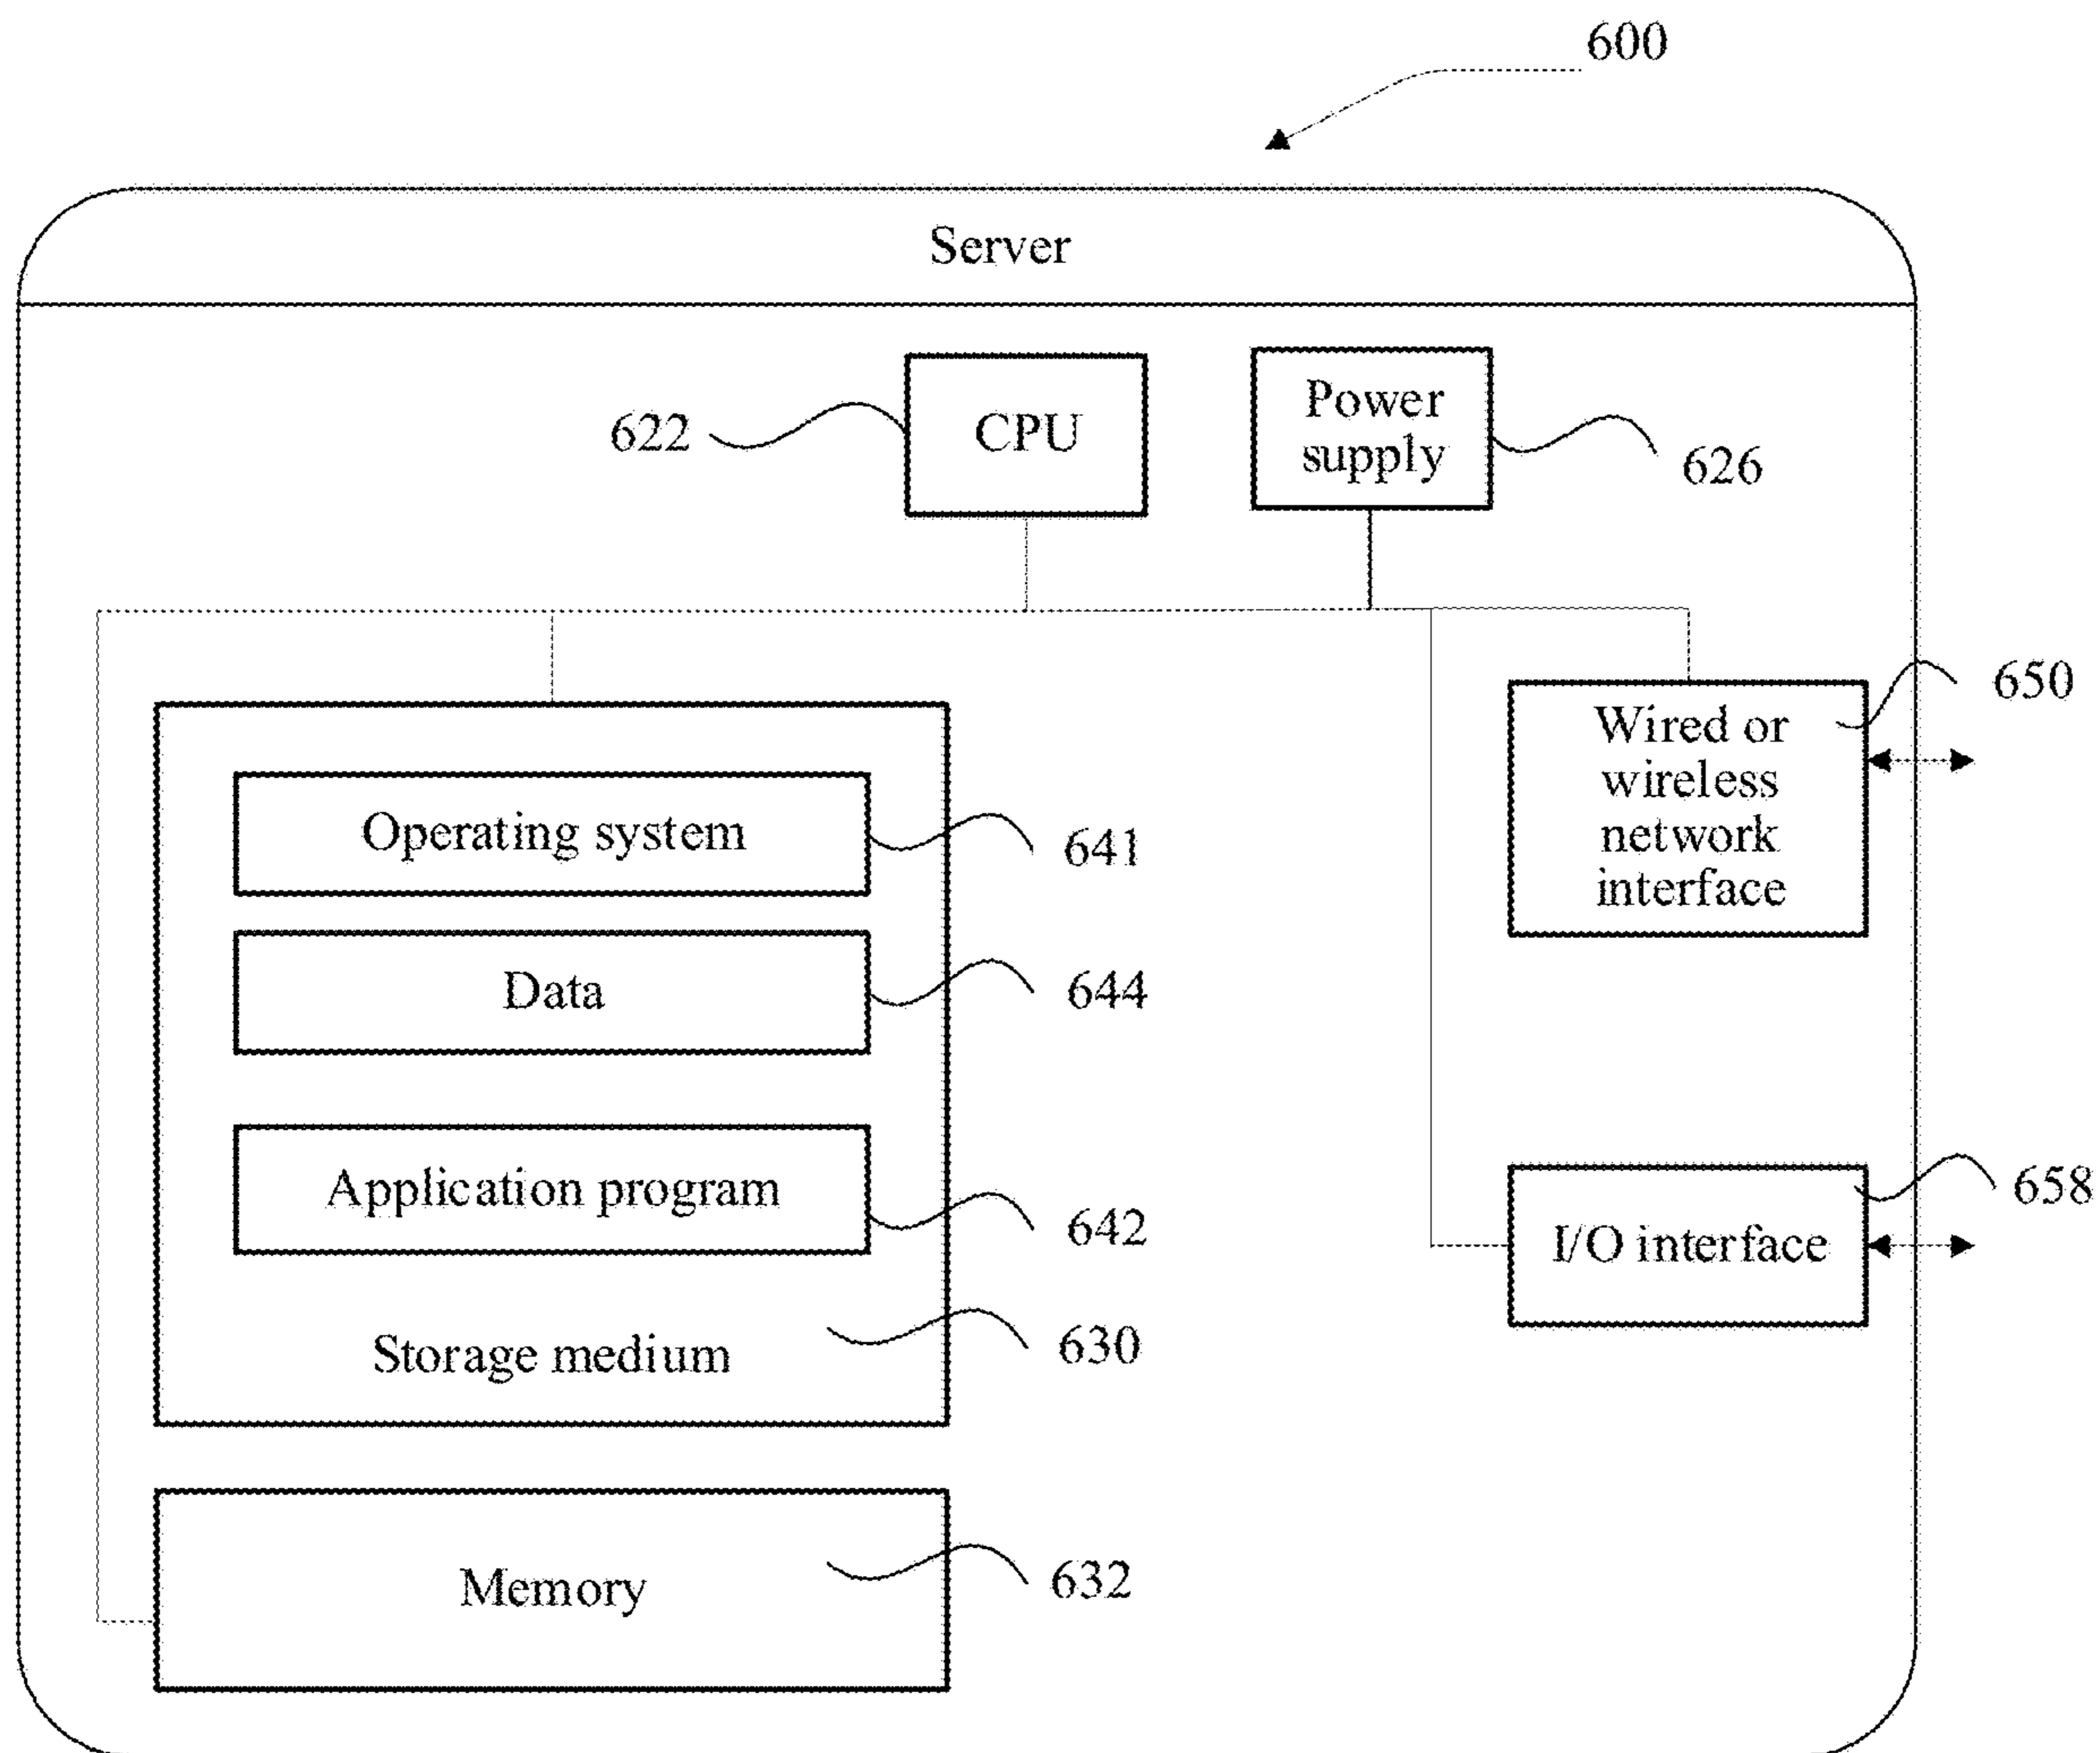 600
Server
622
CPU
Power
supply
626
650
Wired or
wireless
network
interface
Operating system
641
Data
644
Application program
642
658
I/O interface
Storage medium
630
Memory
632